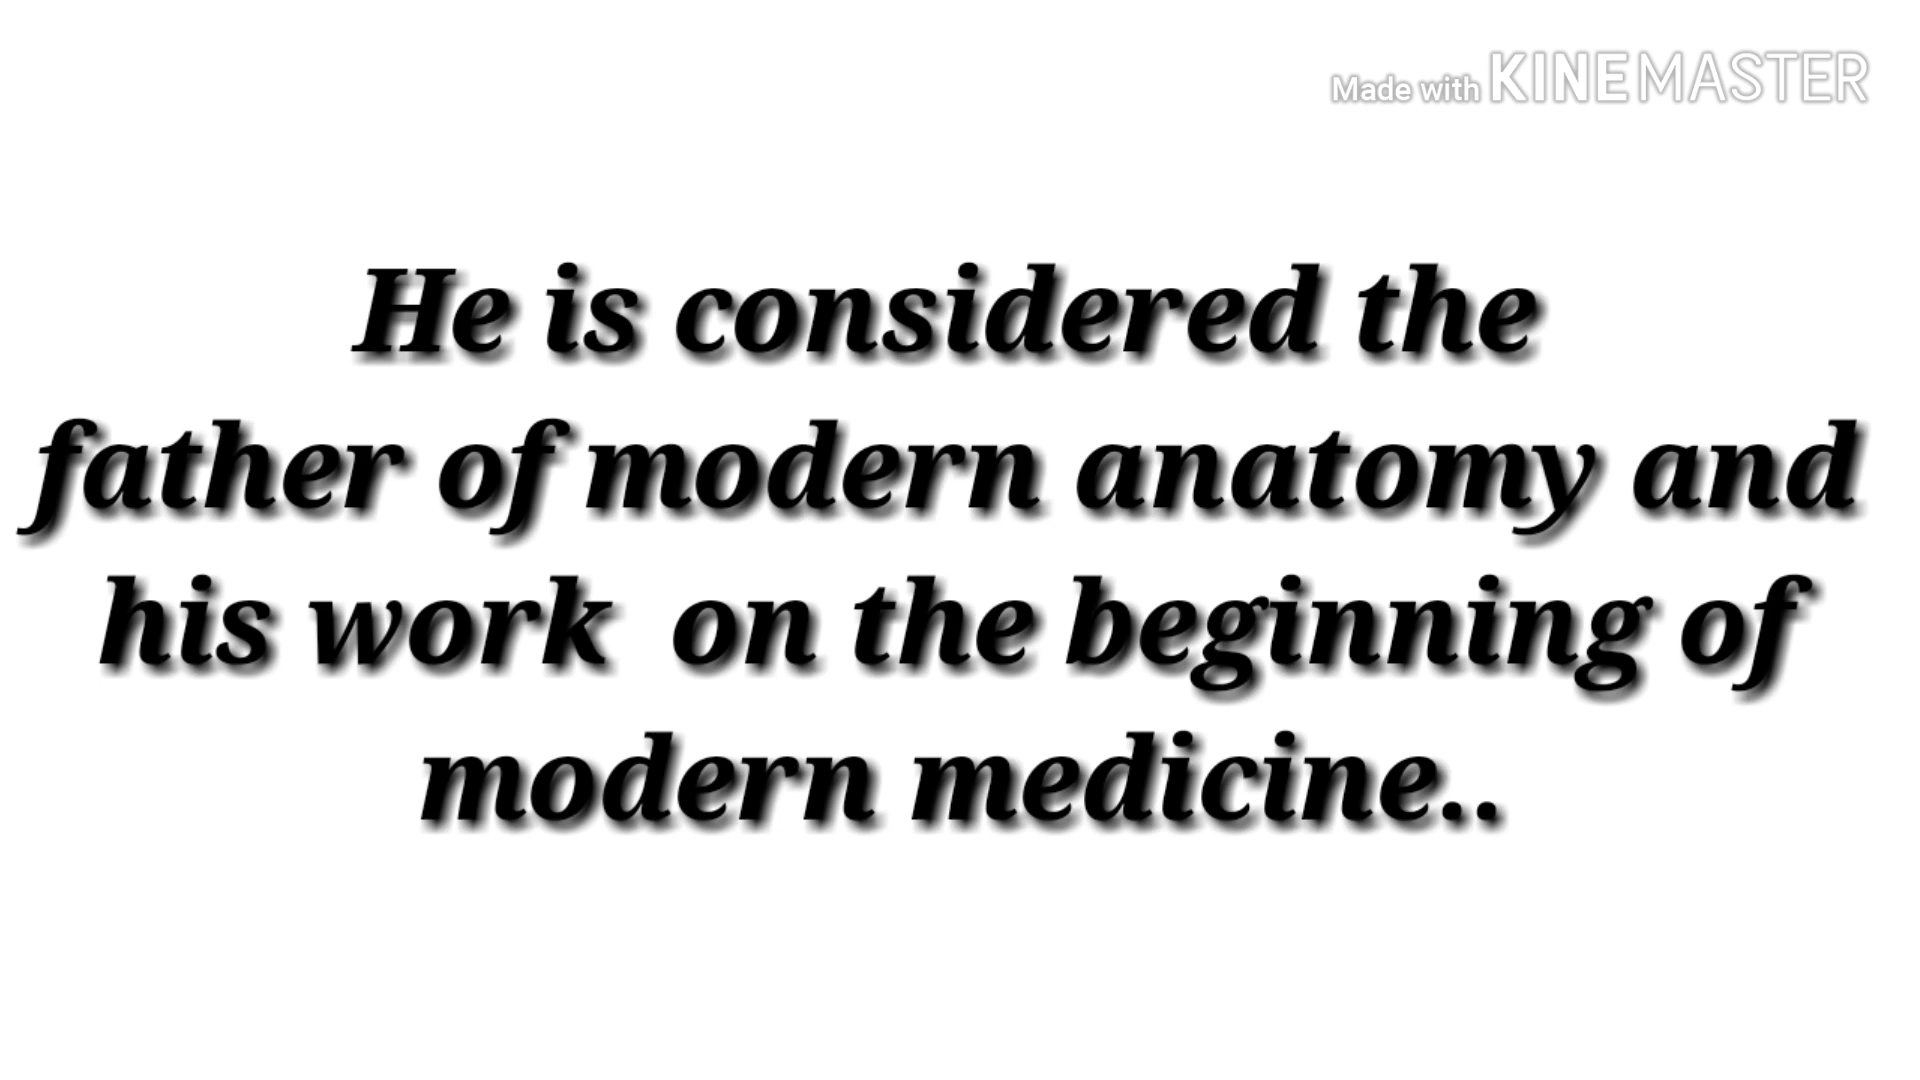 Made with KINEMASTER
He is considered the
father of modern anatomy and
his work  on the beginning of
modern medicine..